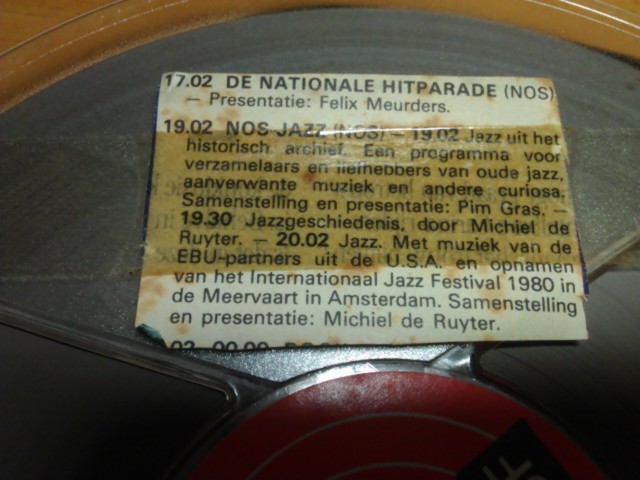 17.02 DE NATIONALE HITPARADE (NOS)
– Presentatie: Felix Meurders.
19.02 NOS-JAZZ (NOS) – 19.02 Jazz uit het
historisch archief. Een programma voor
verzamelaars en liefhebbers van oude jazz,
aanverwante muziek en andere curiosa.
Samenstelling en presentatie: Pim Gras. –
19.30 Jazzgeschiedenis, door Michiel de
Ruyter. – 20.02 Jazz. Met muziek van de
EBU-partners uit de U.S.A. en opnamen
van het Internationaal Jazz Festival 1980 in
de Meervaart in Amsterdam. Samenstelling
en presentatie: Michiel de Ruyter.